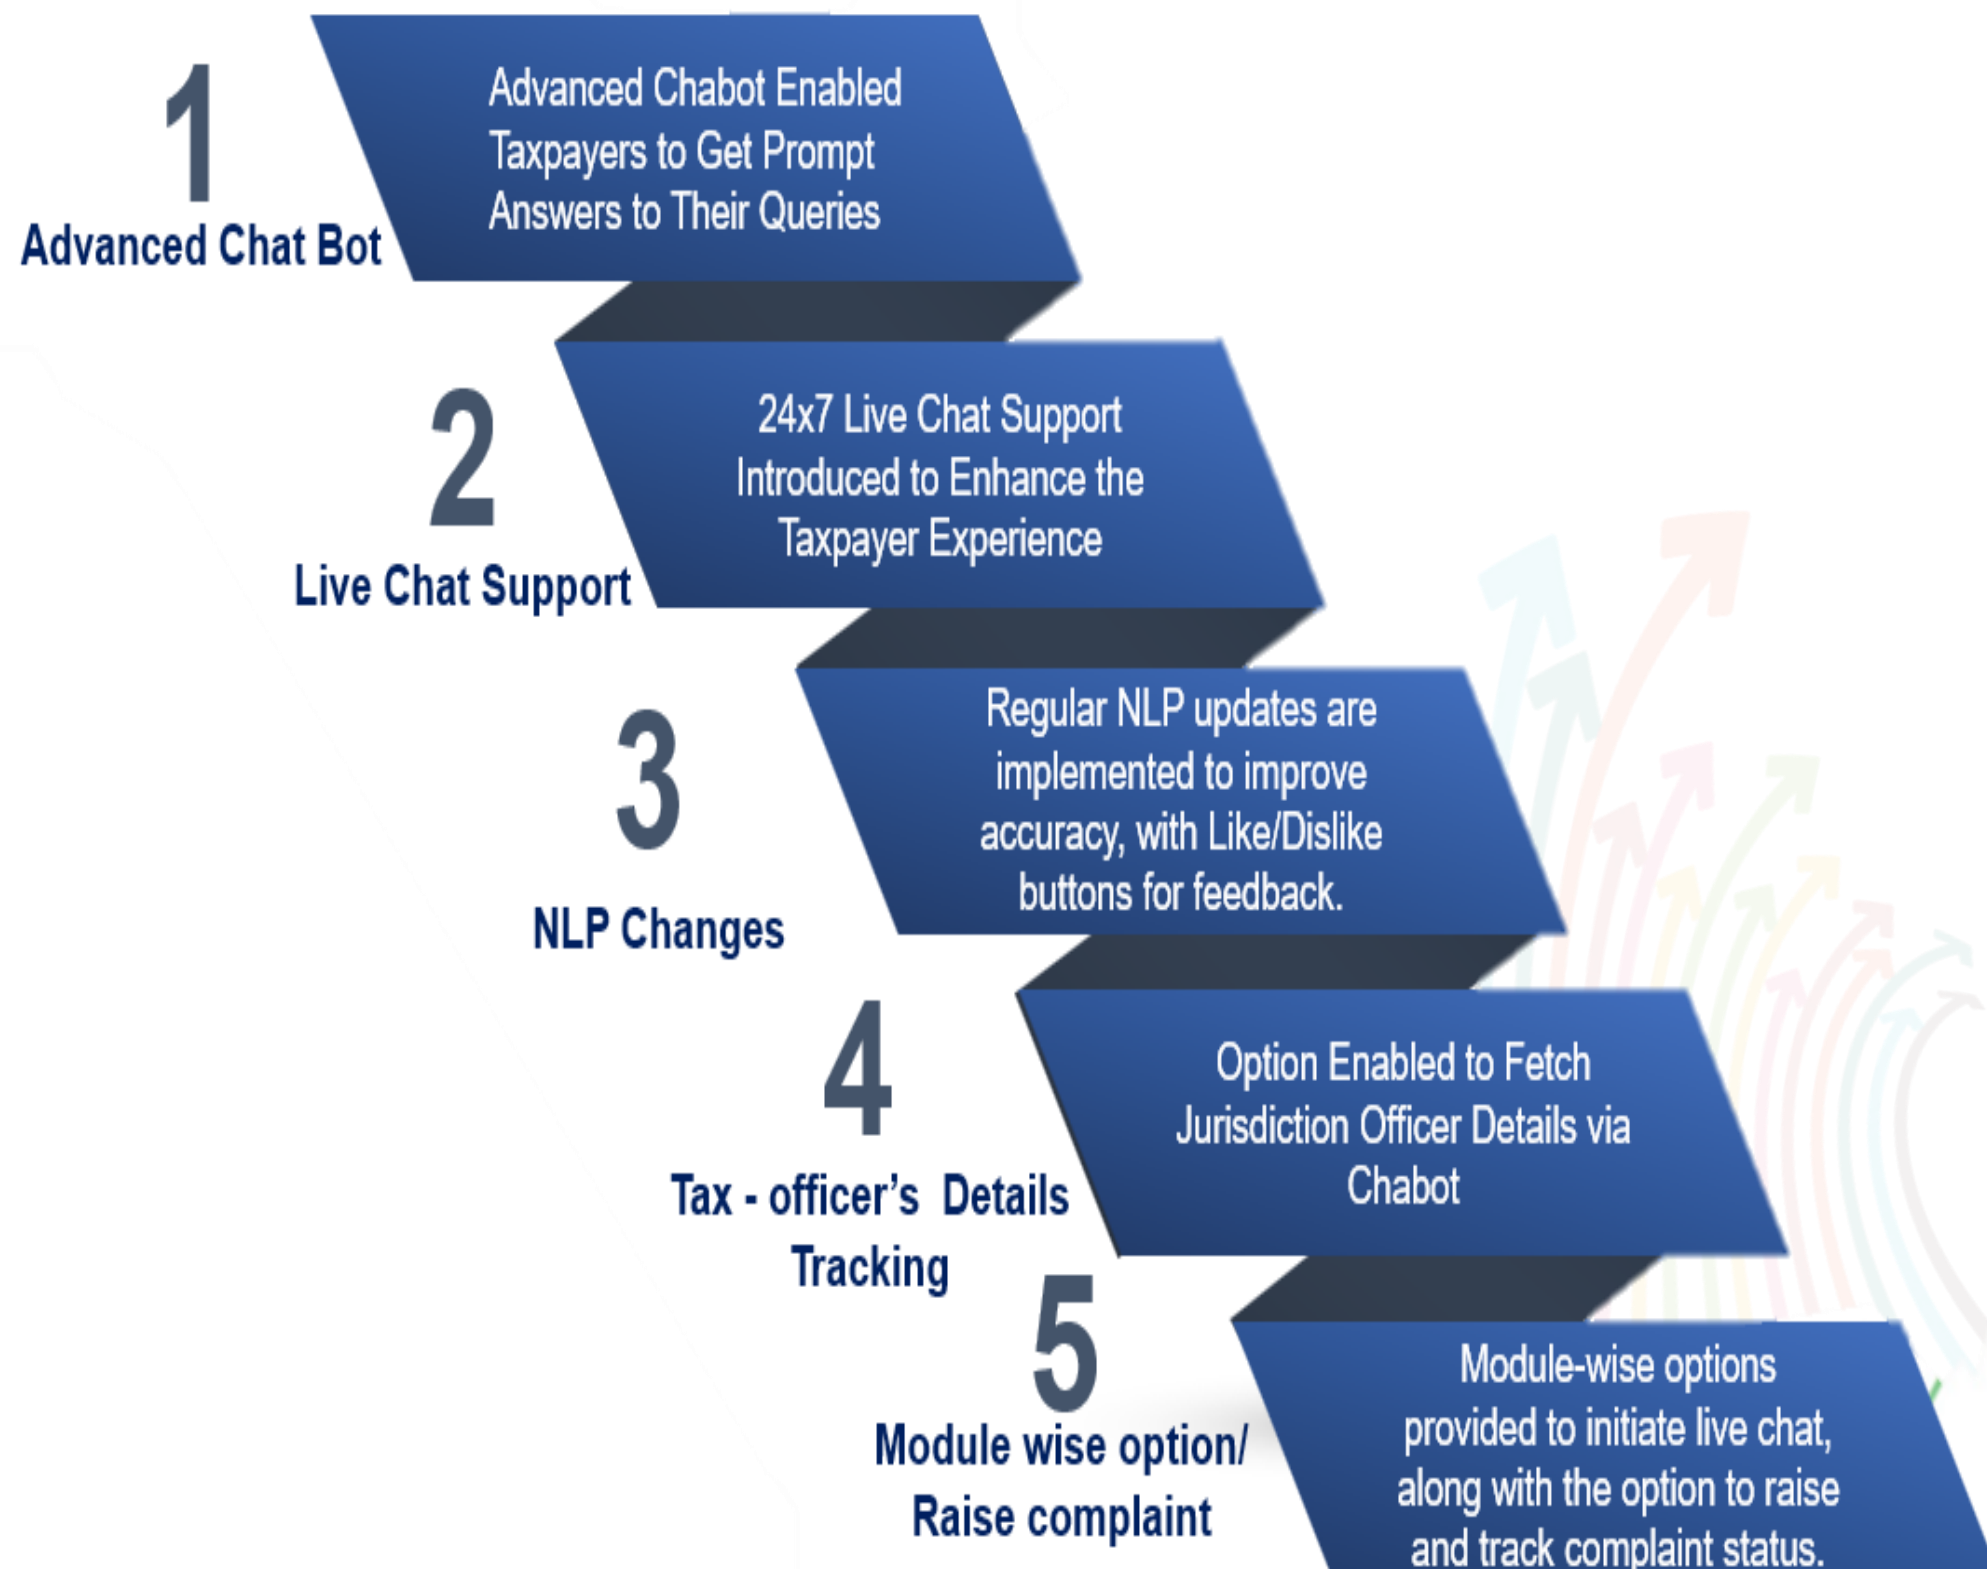 1
Advanced Chat Bot
Advanced Chabot Enabled
Taxpayers to Get Prompt
Answers to Their Queries
2
Live Chat Support
24x7 Live Chat Support
Introduced to Enhance the
Taxpayer Experience
3
NLP Changes
Regular NLP updates are
implemented to improve
accuracy, with Like/Dislike
buttons for feedback.
4
Tax - officer’s  Details
Tracking
Option Enabled to Fetch
Jurisdiction Officer Details via
Chabot
5
Module wise option/
Raise complaint
Module-wise options
provided to initiate live chat,
along with the option to raise
and track complaint status.